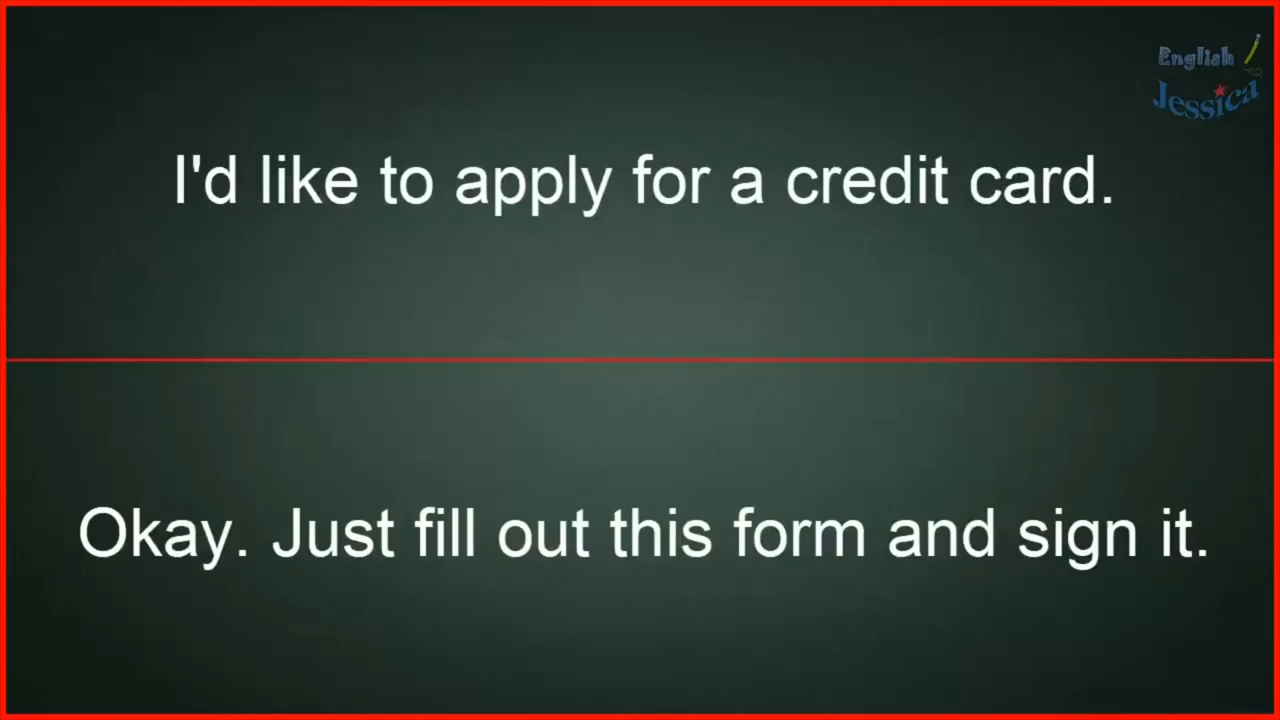 English
Jessica
I'd like to apply for a credit card.
Okay. Just fill out this form and sign it.